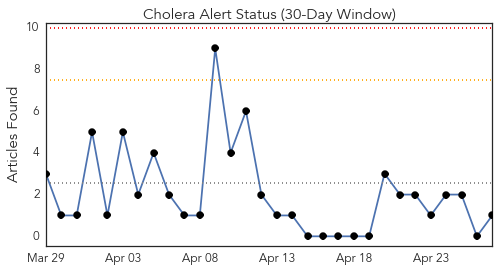 Cholera Alert Status (30-Day Window)
Articles Found
10
8
6
4
2
0
Mar 29 Apr 03 Apr 08 Apr 13 Apr 18 Apr 23